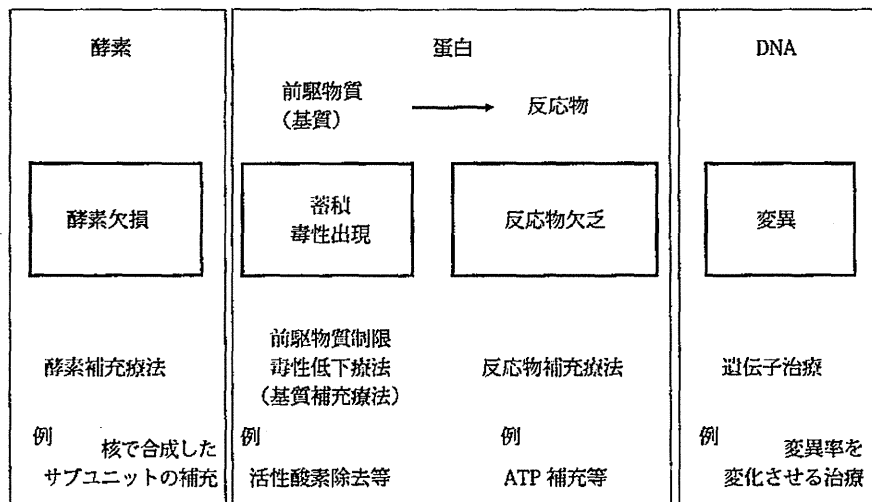 酵素
酵素欠損
酵素補充療法
例
核で合成した
サブユニットの補充
蛋白
前駆物質
(基質)
反応物
蓄積
毒性出現
反応物欠乏
前駆物質制限
毒性低下療法
(基質補充療法)
反応物補充療法
例
活性酸素除去等
例
ATP 補充等
DNA
変異
遺伝子治療
例
変異率を
変化させる治療